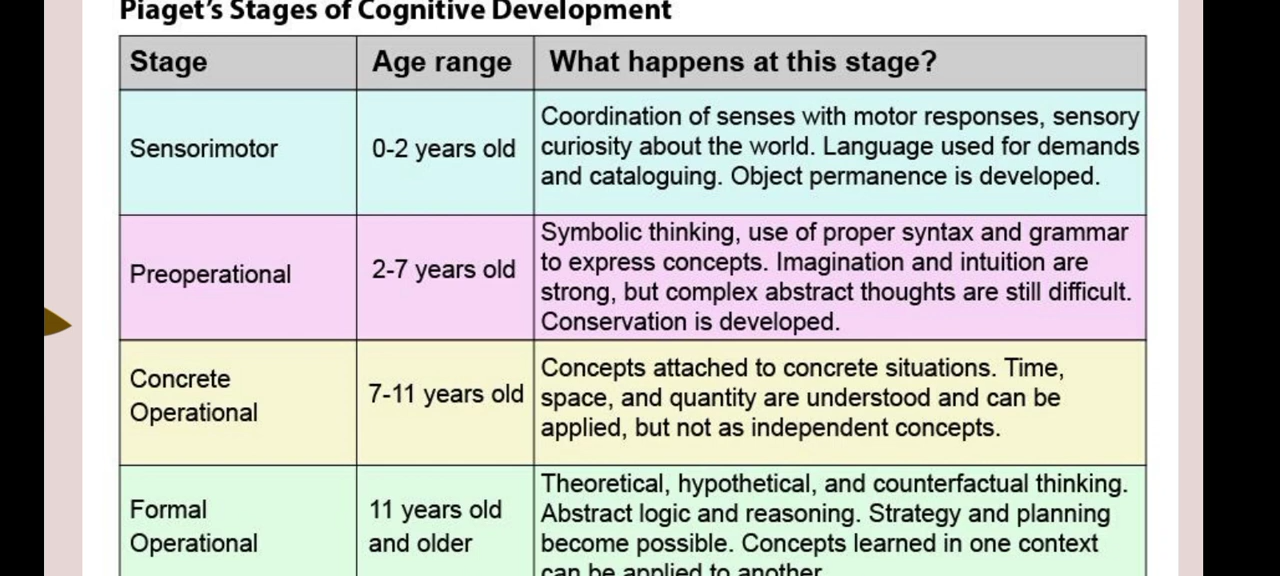 Piaget's Stages of Cognitive Development
Stage
Age range
What happens at this stage?
Sensorimotor
0-2 years old
Coordination of senses with motor responses, sensory
curiosity about the world. Language used for demands
and cataloguing. Object permanence is developed.
Preoperational
2-7 years old
Symbolic thinking, use of proper syntax and grammar
to express concepts. Imagination and intuition are
strong, but complex abstract thoughts are still difficult.
Conservation is developed.
Concrete
Operational
7-11 years old
Concepts attached to concrete situations. Time,
space, and quantity are understood and can be
applied, but not as independent concepts.
Formal
Operational
11 years old
and older
Theoretical, hypothetical, and counterfactual thinking.
Abstract logic and reasoning. Strategy and planning
become possible. Concepts learned in one context
can be applied to another.